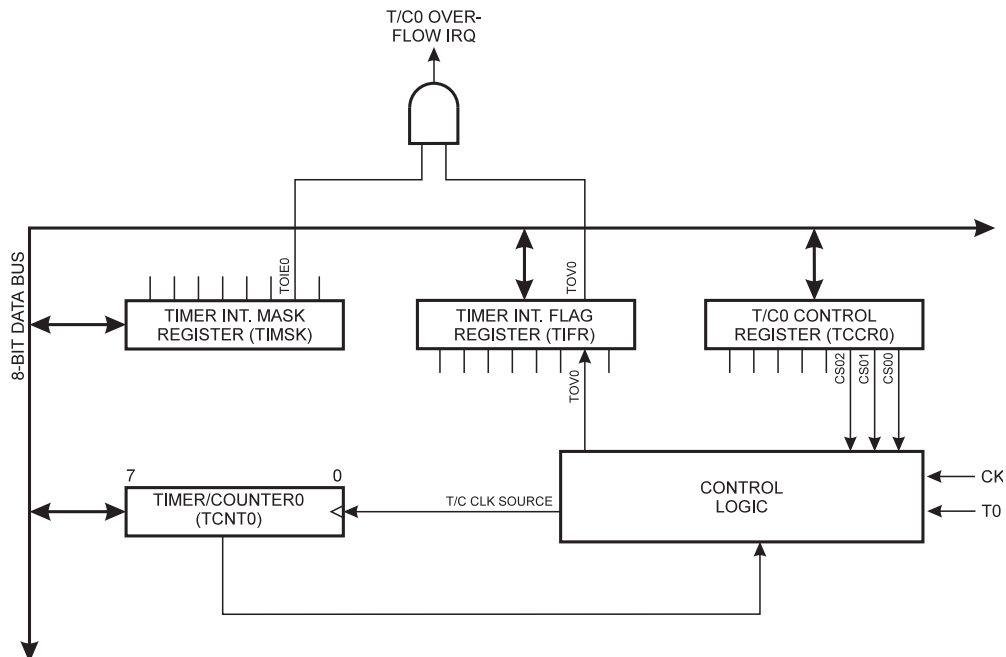 T/C0 OVER-
FLOW IRQ
8-BIT DATA BUS
TOIE0
TOV0
TIMER INT. MASK
REGISTER (TIMSK)
TIMER INT. FLAG
REGISTER (TIFR)
T/C0 CONTROL
REGISTER (TCCR0)
TOV0
CS02
CS01
CS00
7
0
TIMER/COUNTER0
(TCNT0)
T/C CLK SOURCE
CONTROL
LOGIC
CK
T0